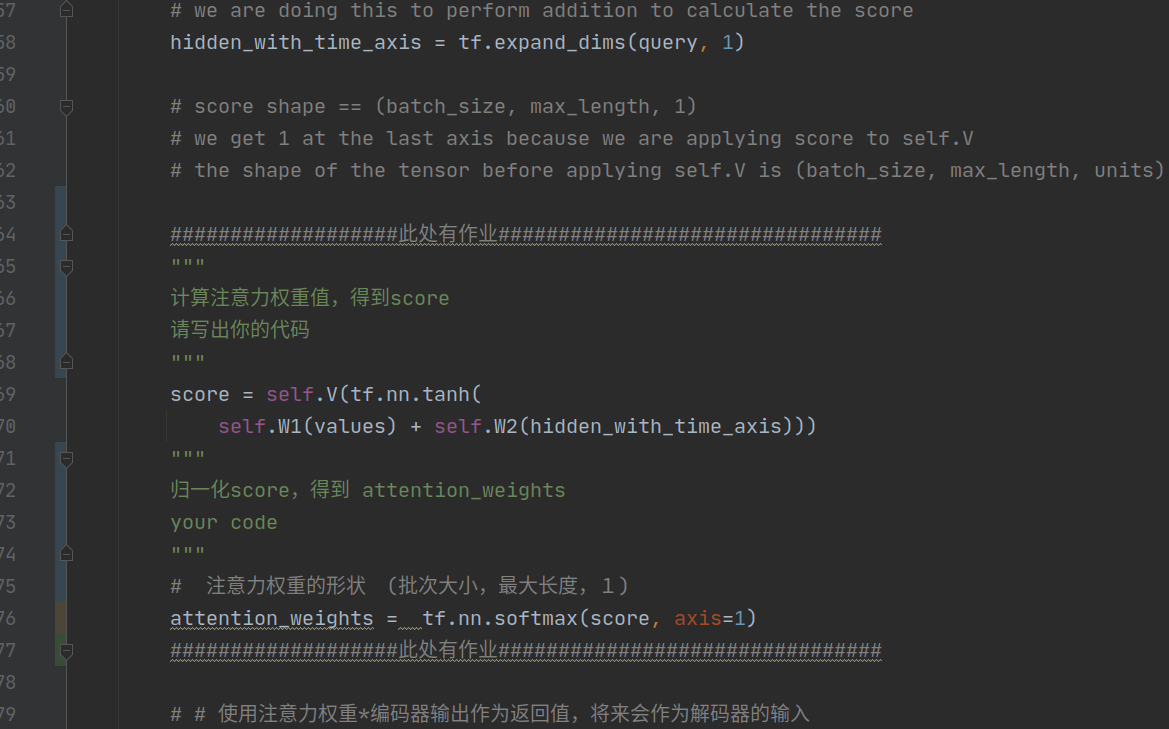 57 # we are doing this to perform addition to calculate the score
58 hidden_with_time_axis = tf.expand_dims(query, 1)
59
60 # score shape == (batch_size, max_length, 1)
61 # we get 1 at the last axis because we are applying score to self.V
62 # the shape of the tensor before applying self.V is (batch_size, max_length, units)
63
64 ###################此处有作业################################
65 """
66 计算注意力权重值，得到score
67 请写出你的代码
68 """
69 score = self.V(tf.nn.tanh(
70 self.W1(values) + self.W2(hidden_with_time_axis)))
71 """
72 归一化score，得到 attention_weights
73 your code
74 """
75 #  注意力权重的形状 （批次大小，最大长度，１）
76 attention_weights =  tf.nn.softmax(score, axis=1)
77 ###################此处有作业################################
78
79 # # 使用注意力权重*编码器输出作为返回值，将来会作为解码器的输入